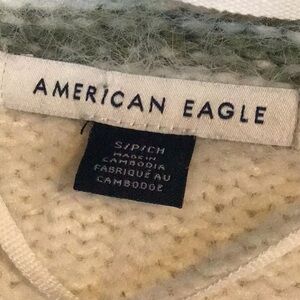 AMERICAN EAGLE
S/P/CH
MADE IN
CAMBODIA
FABRIQUÉ AU
CAMBODGE